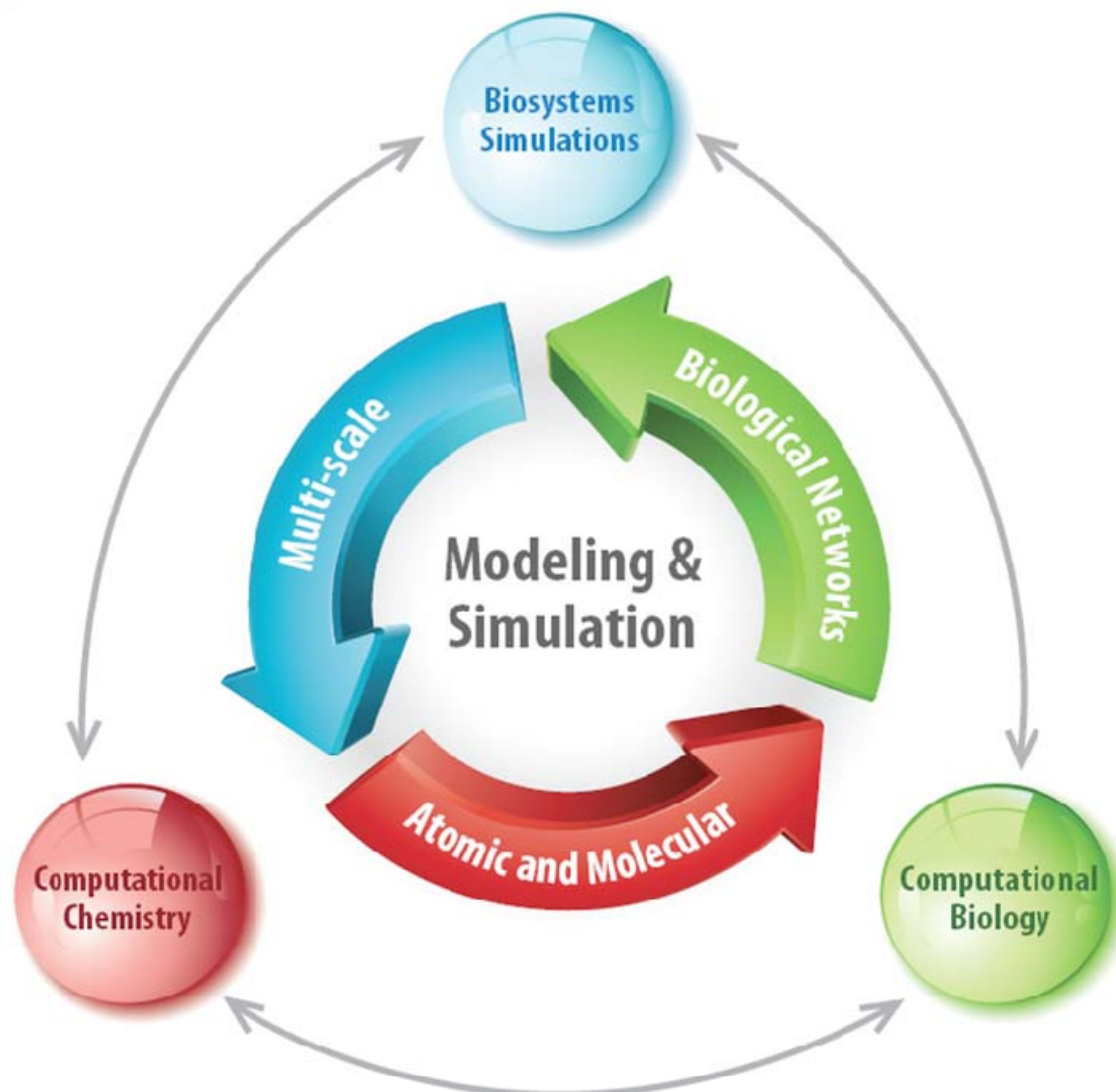 Biosystems
Simulations
Multi-scale
Biological Networks
Modeling &
Simulation
Atomic and Molecular
Computational
Chemistry
Computational
Biology